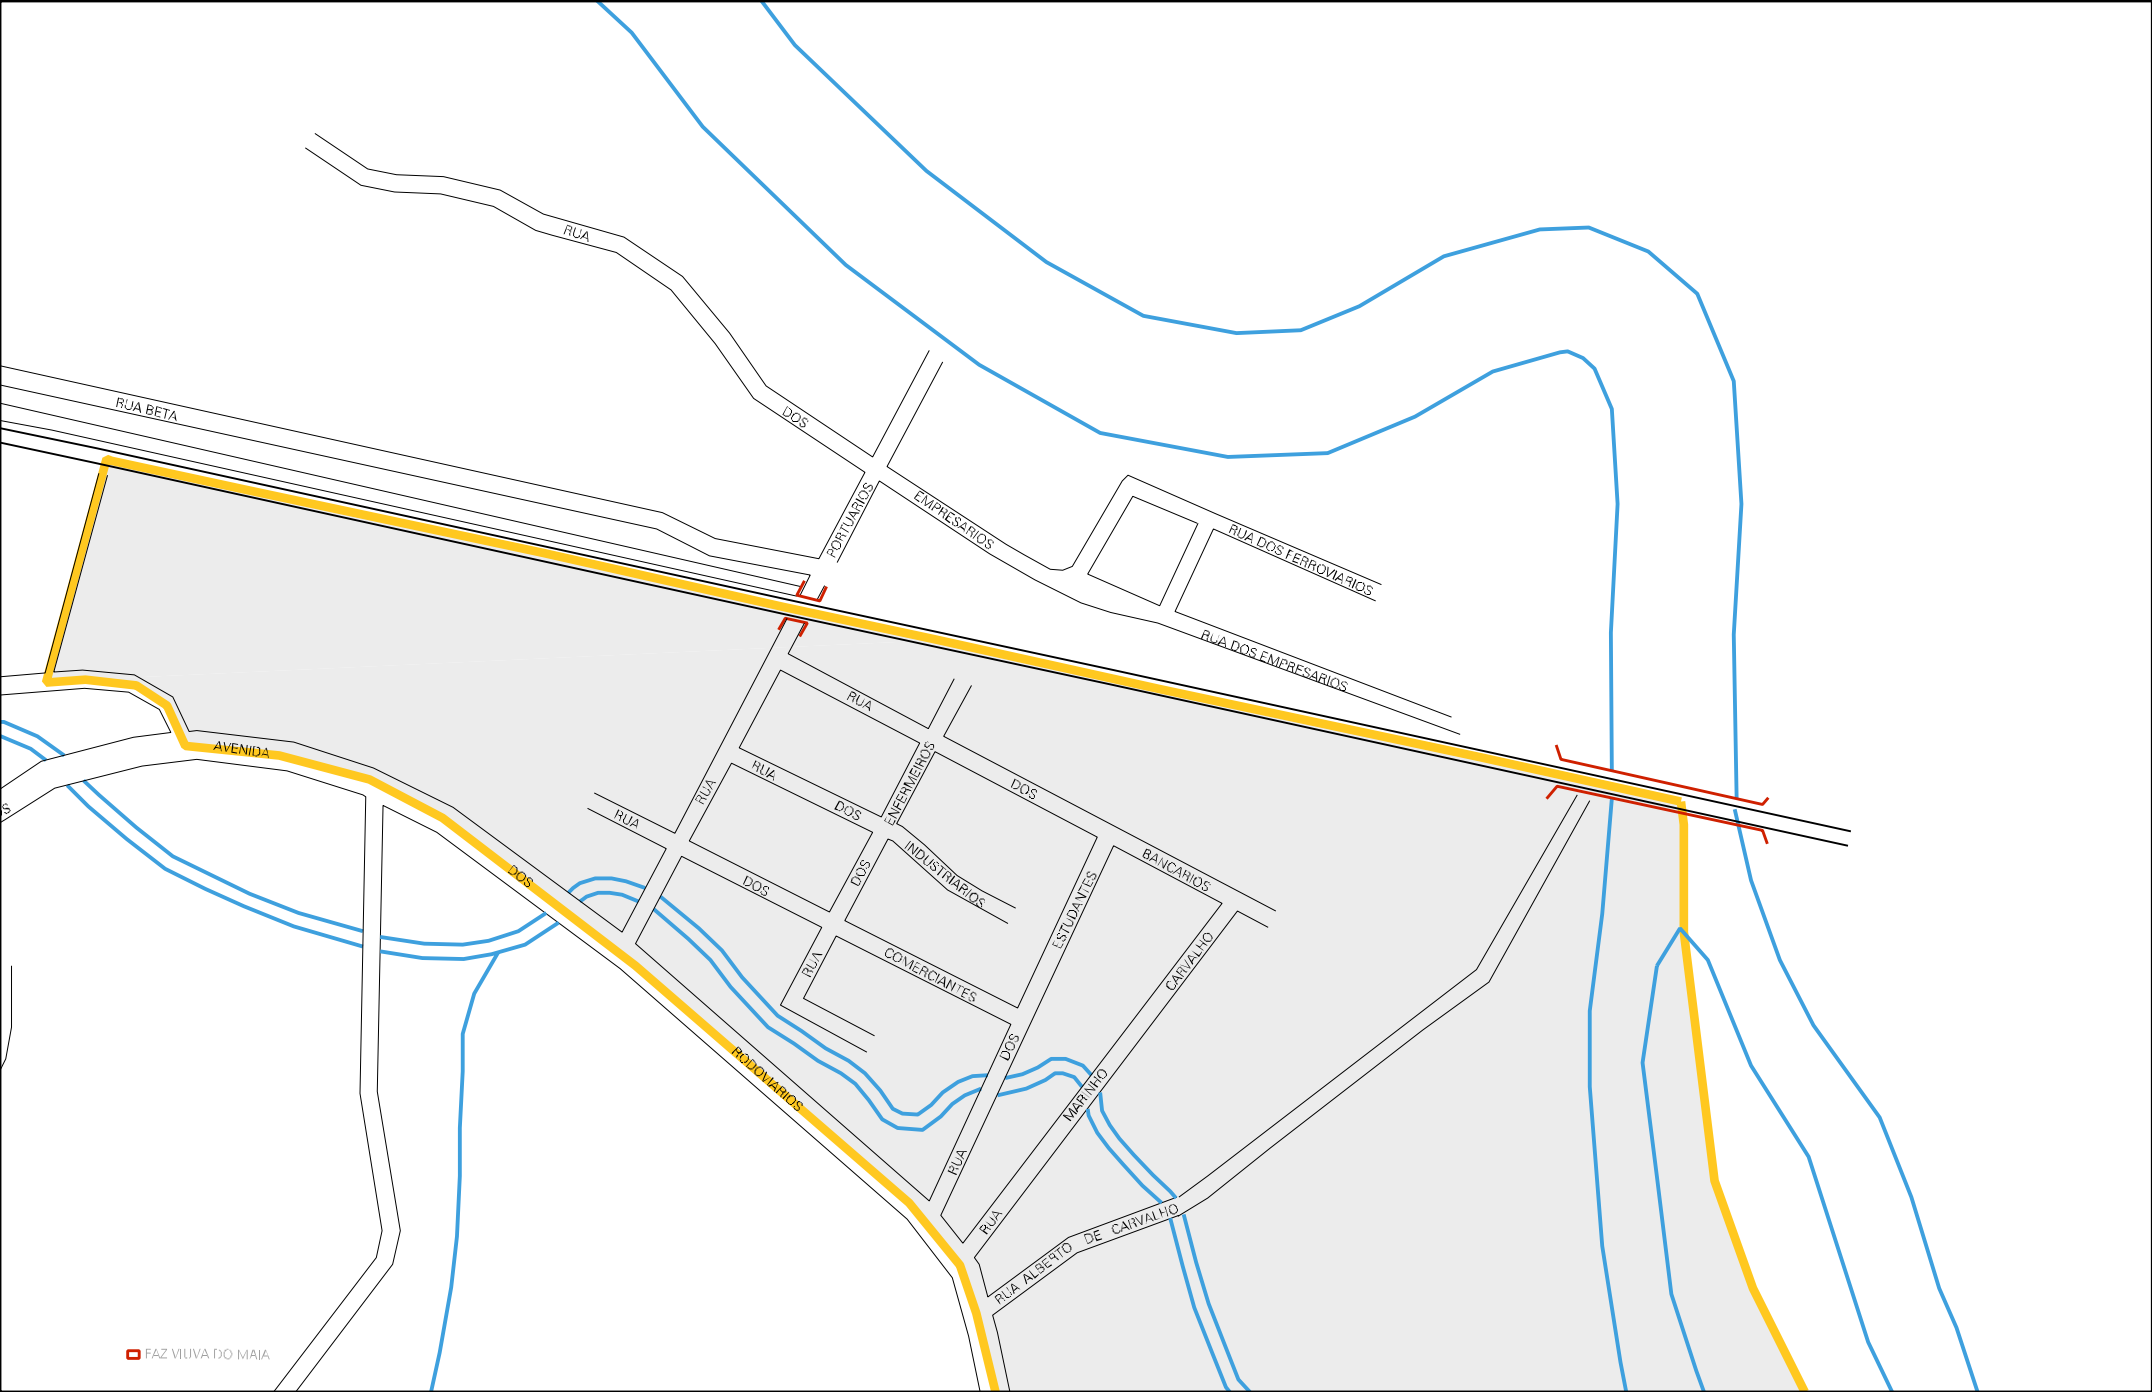 RUA
RUA BETA
DOS
PORTUARIOS
EMPRESARIOS
RUA DOS FERROVIARIOS
RUA DOS EMPRESARIOS
RUA
AVENIDA
RUA
ENFERMEIROS
DOS
RUA
DOS
S
RUA
INDUSTRIARIOS
BANCARIOS
DOS
DOS
DOS
ESTUDANTES
RUA
COMERCIANTES
CARVALHO
DOS
RODOVIARIOS
MARINHO
RUA
RUA
RUA ALBERTO DE CARVALHO
FAZ VIUVA DO MAIA